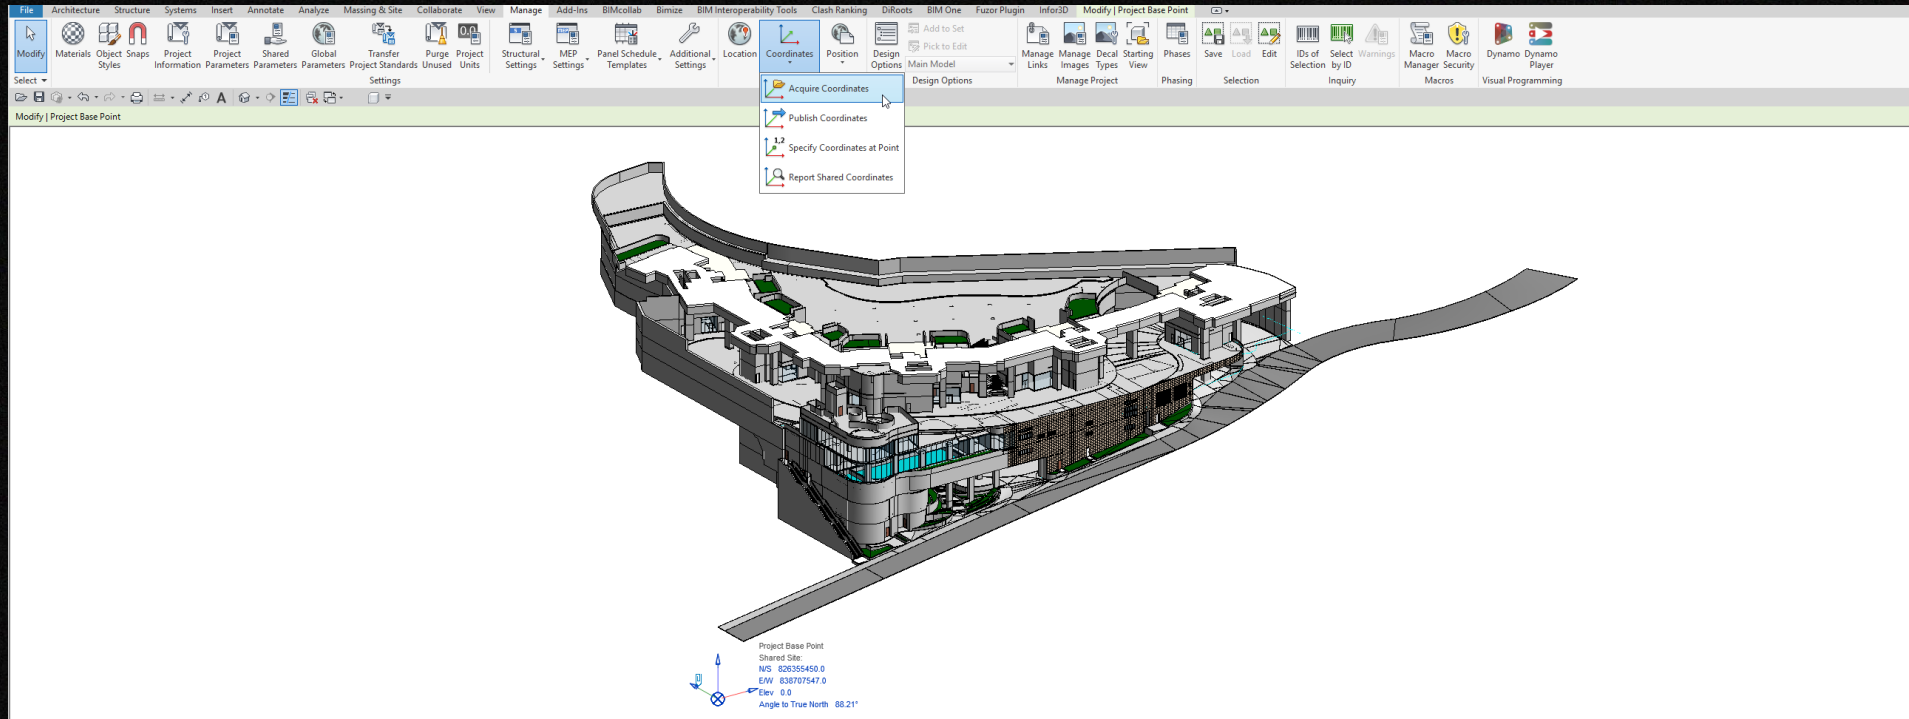 File Architecture Structure Systems Insert Annotate Analyze Massing & Site Collaborate View Manage Add-Ins BIMcollab Bimize BIM Interoperability Tools Clash Ranking DiRoots BIM One Fuzor Plugin Infor3D Modify | Project Base Point
Modify Materials Object Styles Snaps Project Information Project Parameters Shared Parameters Global Parameters Transfer Project Standards Purge Unused Project Units Structural Settings MEP Settings Panel Schedule Templates Additional Settings Location Coordinates Position Design Options Add to Set Pick to Edit Main Model Manage Links Manage Images Decal Types Starting View Phases Save Load Edit IDs of Selection Select by ID Warnings Macro Manager Macro Security Dynamo Dynamo Player
Select Settings Design Options Manage Project Phasing Selection Inquiry Macros Visual Programming
Acquire Coordinates
Modify | Project Base Point
Publish Coordinates
1,2
Specify Coordinates at Point
Report Shared Coordinates
Project Base Point
Shared Site:
N/S 826355450.0
E/W 838707547.0
Elev 0.0
Angle to True North 88.21°